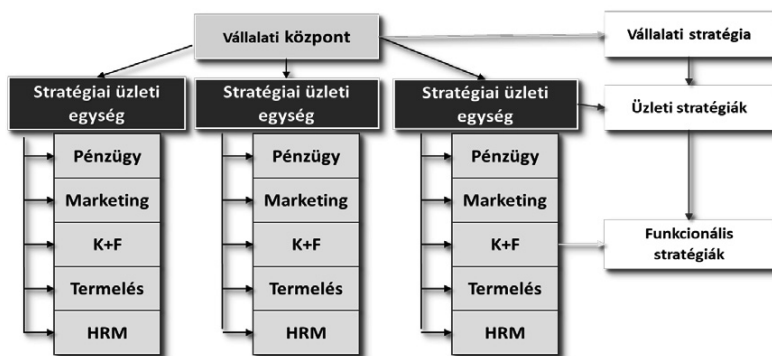 Vállalati központ
Vállalati stratégia
Stratégiai üzleti
egység
Stratégiai üzleti
egység
Stratégiai üzleti
egység
Üzleti stratégiák
Pénzügy
Marketing
K+F
Termelés
HRM
Pénzügy
Marketing
K+F
Termelés
HRM
Pénzügy
Marketing
K+F
Termelés
HRM
Funkcionális
stratégiák